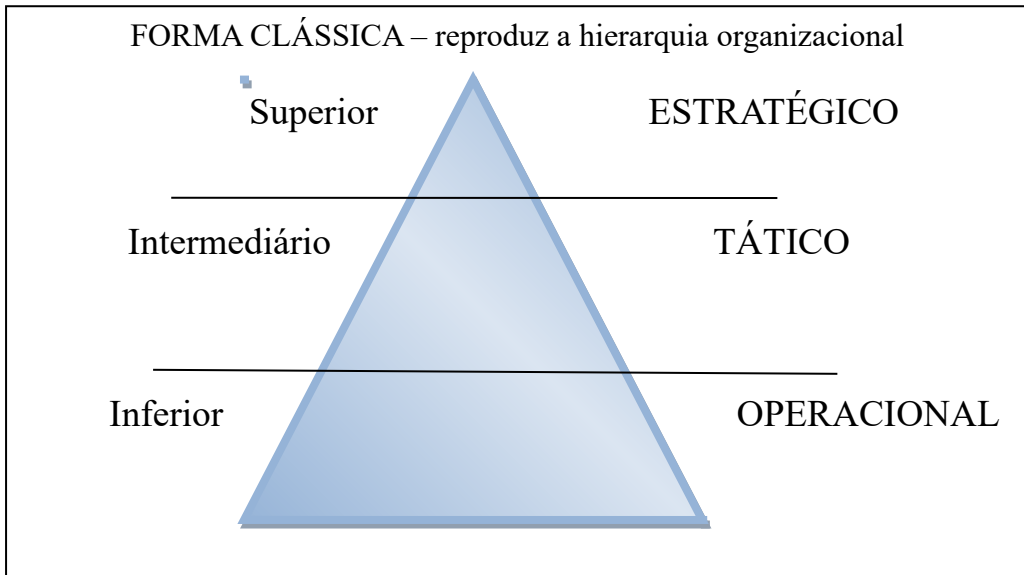 FORMA CLÁSSICA – reproduz a hierarquia organizacional
Superior ESTRATÉGICO
Intermediário TÁTICO
Inferior OPERACIONAL